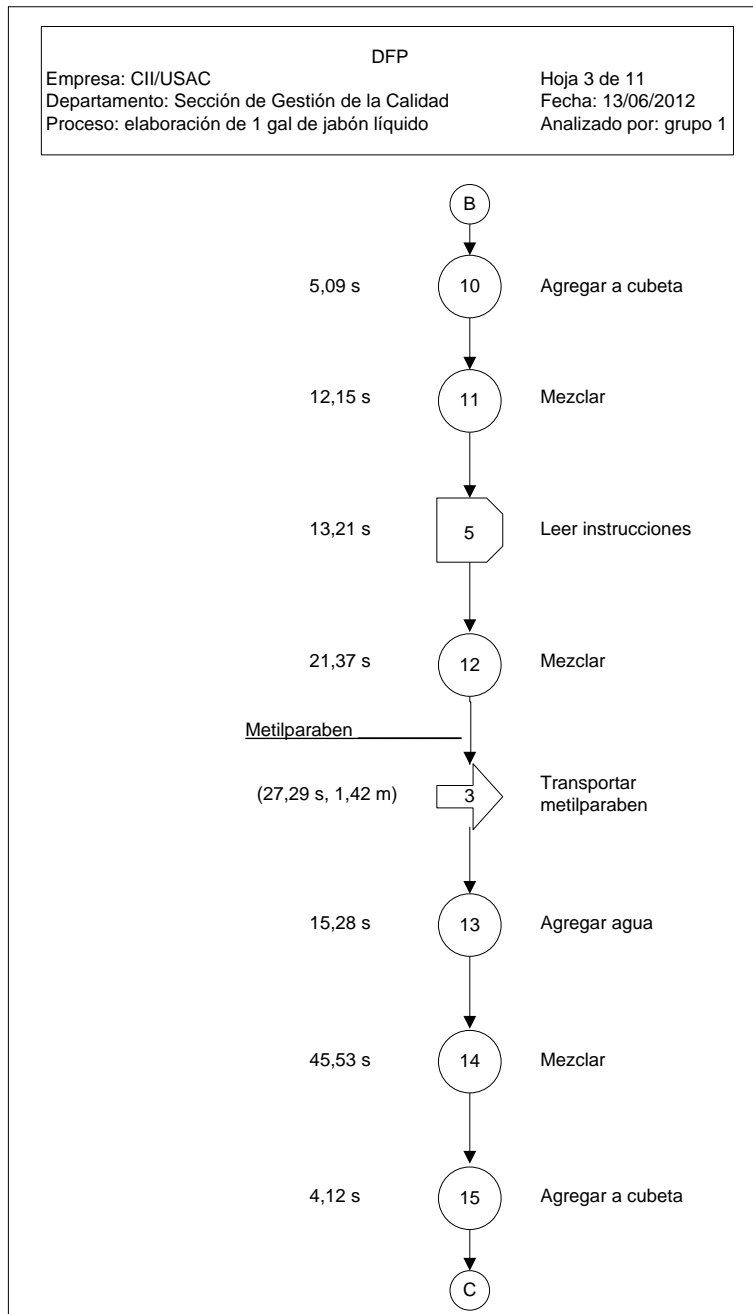 DFP
Empresa: CII/USAC Hoja 3 de 11
Departamento: Sección de Gestión de la Calidad Fecha: 13/06/2012
Proceso: elaboración de 1 gal de jabón líquido Analizado por: grupo 1
B
5,09 s 10 Agregar a cubeta
12,15 s 11 Mezclar
13,21 s 5 Leer instrucciones
21,37 s 12 Mezclar
Metilparaben
(27,29 s, 1,42 m) 3 Transportar
metilparaben
15,28 s 13 Agregar agua
45,53 s 14 Mezclar
4,12 s 15 Agregar a cubeta
C